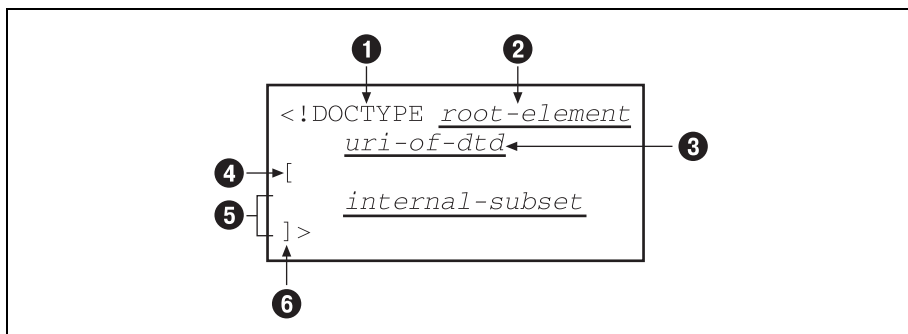 1 2
<!DOCTYPE root-element
uri-of-dtd 3
4 [
5 internal-subset
]>
6